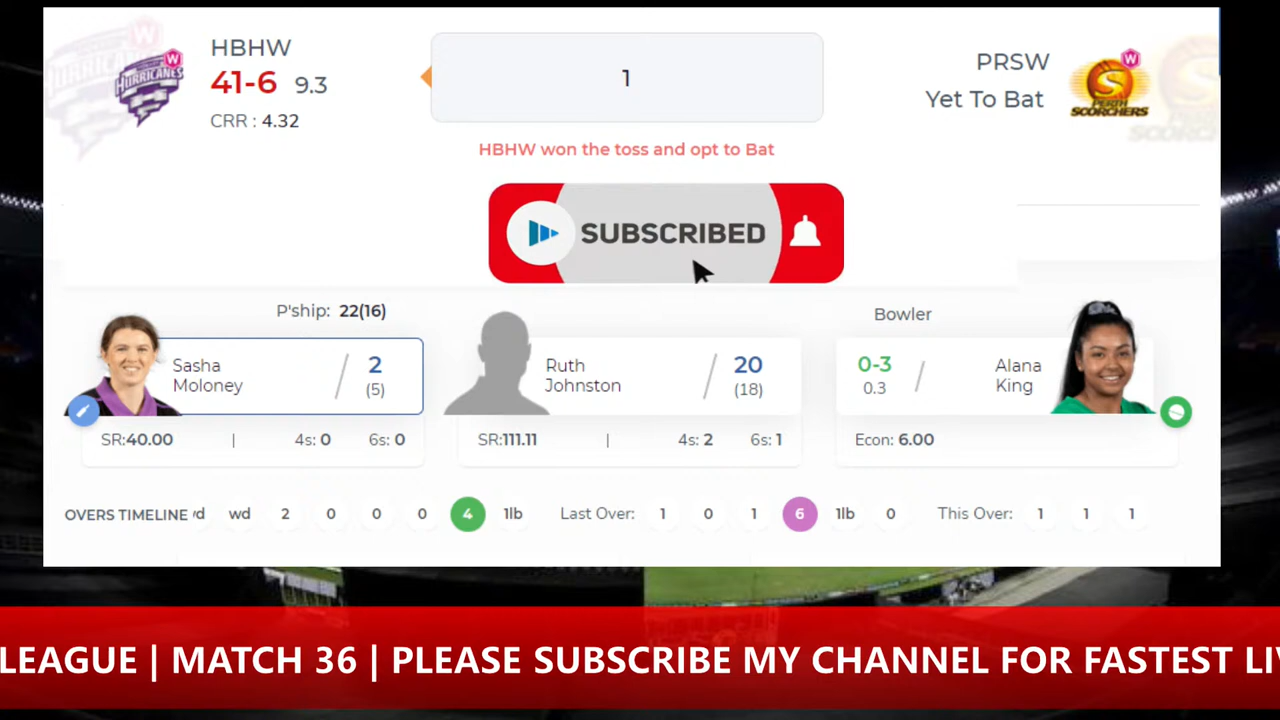 HBHW
41-6 9.3
CRR : 4.32
1
HBHW won the toss and opt to Bat
PRSW
Yet To Bat
W
HURRICANES
W
PERTH
SCORCHERS
SUBSCRIBED
P'ship: 22(16)
Bowler
Sasha
Moloney
2
(5)
SR:40.00 | 4s: 0 6s: 0
Ruth
Johnston
20
(18)
SR:111.11 | 4s: 2 6s: 1
0-3
0.3
Alana
King
Econ: 6.00
OVERS TIMELINE wd 2 0 0 0 4 1lb Last Over: 1 0 1 6 1lb 0 This Over: 1 1 1
LEAGUE | MATCH 36 | PLEASE SUBSCRIBE MY CHANNEL FOR FASTEST LI